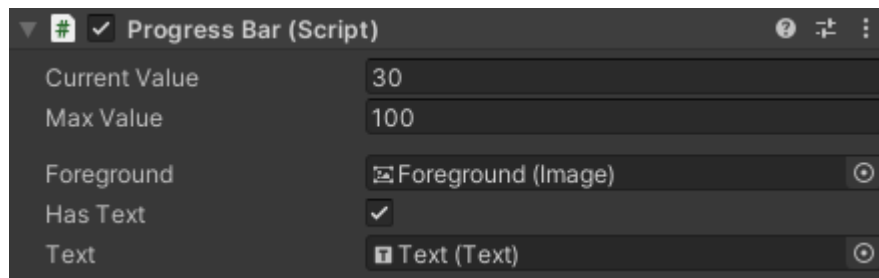 Progress Bar (Script)
Current Value 30
Max Value 100
Foreground Foreground (Image)
Has Text
Text Text (Text)